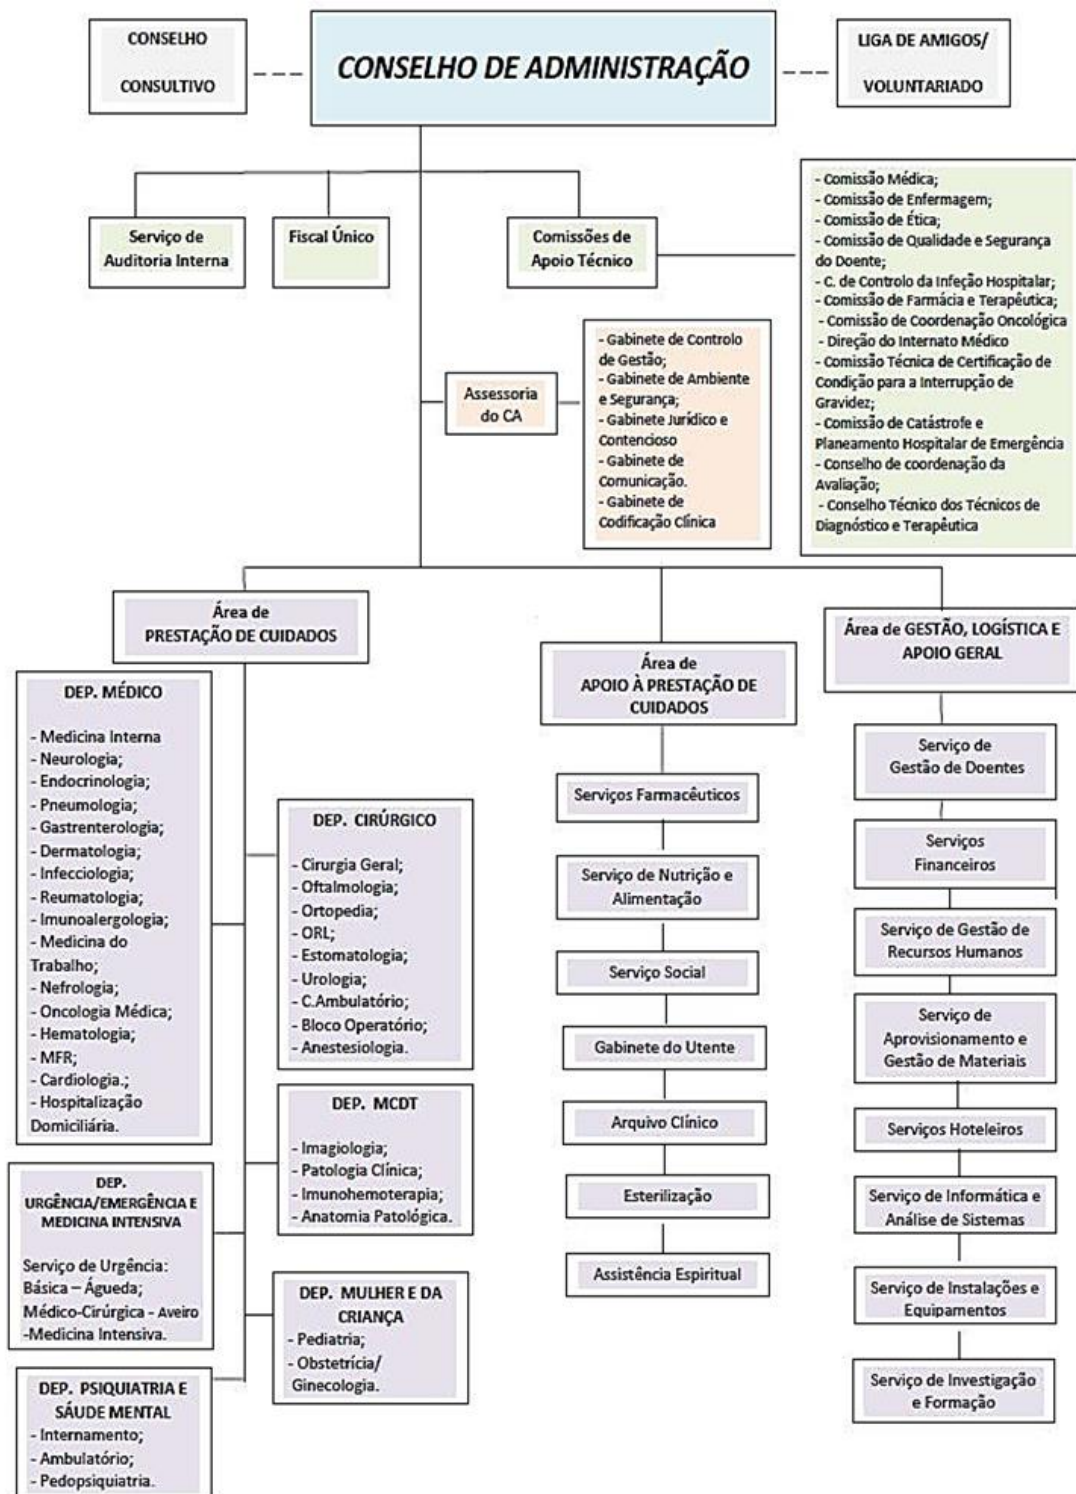 CONSELHO
CONSULTIVO
CONSELHO DE ADMINISTRAÇÃO
LIGA DE AMIGOS/
VOLUNTARIADO
Serviço de
Auditoria Interna
Fiscal Único
Comissões de
Apoio Técnico
- Comissão Médica;
- Comissão de Enfermagem;
- Comissão de Ética;
- Comissão de Qualidade e Segurança
do Doente;
- C. de Controlo da Infeção Hospitalar;
- Comissão de Farmácia e Terapêutica;
- Comissão de Coordenação Oncológica
- Direção do Internato Médico
- Comissão Técnica de Certificação de
Condição para a Interrupção de
Gravidez;
- Comissão de Catástrofe e
Planeamento Hospitalar de Emergência
- Conselho de coordenação da
Avaliação;
- Conselho Técnico dos Técnicos de
Diagnóstico e Terapêutica
Assessoria
do CA
- Gabinete de Controlo
de Gestão;
- Gabinete de Ambiente
e Segurança;
- Gabinete Jurídico e
Contencioso
- Gabinete de
Comunicação.
- Gabinete de
Codificação Clínica
Área de
PRESTAÇÃO DE CUIDADOS
DEP. MÉDICO
- Medicina Interna
- Neurologia;
- Endocrinologia;
- Pneumologia;
- Gastrenterologia;
- Dermatologia;
- Infecciologia;
- Reumatologia;
- Imunoalergologia;
- Medicina do
Trabalho;
- Nefrologia;
- Oncologia Médica;
- Hematologia;
- MFR;
- Cardiologia.;
- Hospitalização
Domiciliária.
DEP. CIRÚRGICO
- Cirurgia Geral;
- Oftalmologia;
- Ortopedia;
- ORL;
- Estomatologia;
- Urologia;
- C.Ambulatório;
- Bloco Operatório;
- Anestesiologia.
DEP. MCDT
- Imagiologia;
- Patologia Clínica;
- Imunohemoterapia;
- Anatomia Patológica.
DEP.
URGÊNCIA/EMERGÊNCIA E
MEDICINA INTENSIVA
Serviço de Urgência:
Básica – Águeda;
Médico-Cirúrgica - Aveiro
-Medicina Intensiva.
DEP. MULHER E DA
CRIANÇA
- Pediatria;
- Obstetrícia/
Ginecologia.
DEP. PSIQUIATRIA E
SÁUDE MENTAL
- Internamento;
- Ambulatório;
- Pedopsiquiatria.
Área de
APOIO À PRESTAÇÃO DE
CUIDADOS
Serviços Farmacêuticos
Serviço de Nutrição e
Alimentação
Serviço Social
Gabinete do Utente
Arquivo Clínico
Esterilização
Assistência Espiritual
Área de GESTÃO, LOGÍSTICA E
APOIO GERAL
Serviço de
Gestão de Doentes
Serviços
Financeiros
Serviço de Gestão de
Recursos Humanos
Serviço de
Aprovisionamento e
Gestão de Materiais
Serviços Hoteleiros
Serviço de Informática e
Análise de Sistemas
Serviço de Instalações e
Equipamentos
Serviço de Investigação
e Formação